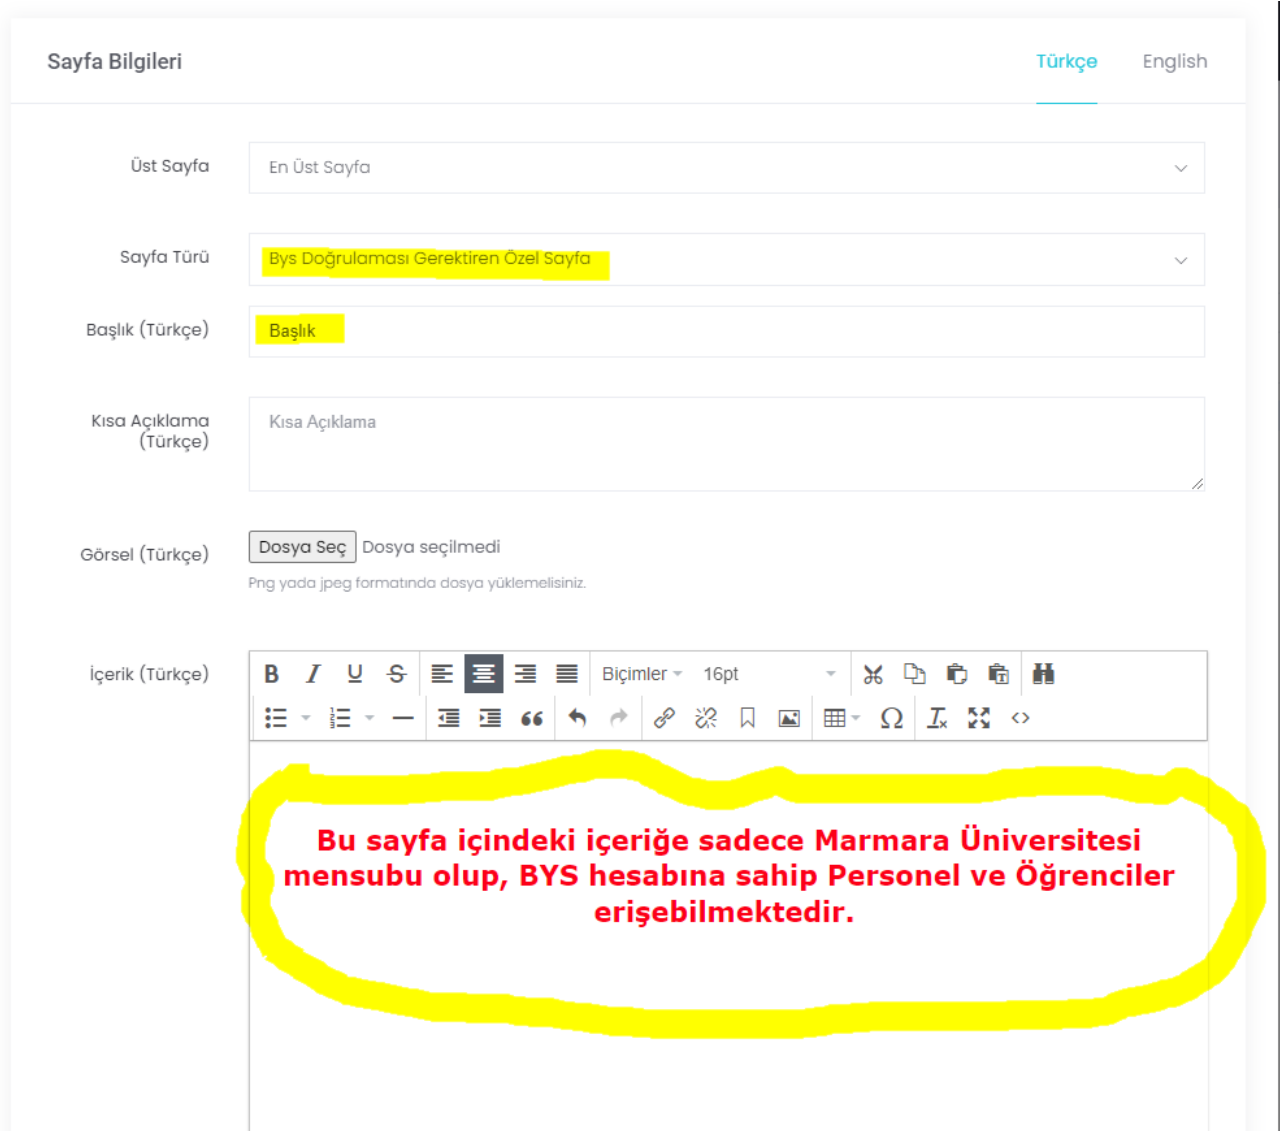 Sayfa Bilgileri
Türkçe English
Üst Sayfa
En Üst Sayfa
Sayfa Türü
Bys Doğrulaması Gerektiren Özel Sayfa
Başlık (Türkçe)
Başlık
Kısa Açıklama
(Türkçe)
Kısa Açıklama
Görsel (Türkçe)
Dosya Seç Dosya seçilmedi
Png yada jpeg formatında dosya yüklemelisiniz.
İçerik (Türkçe)
B I U S Biçimler 16pt
Bu sayfa içindeki içeriğe sadece Marmara Üniversitesi
mensubu olup, BYS hesabına sahip Personel ve Öğrenciler
erişebilmektedir.